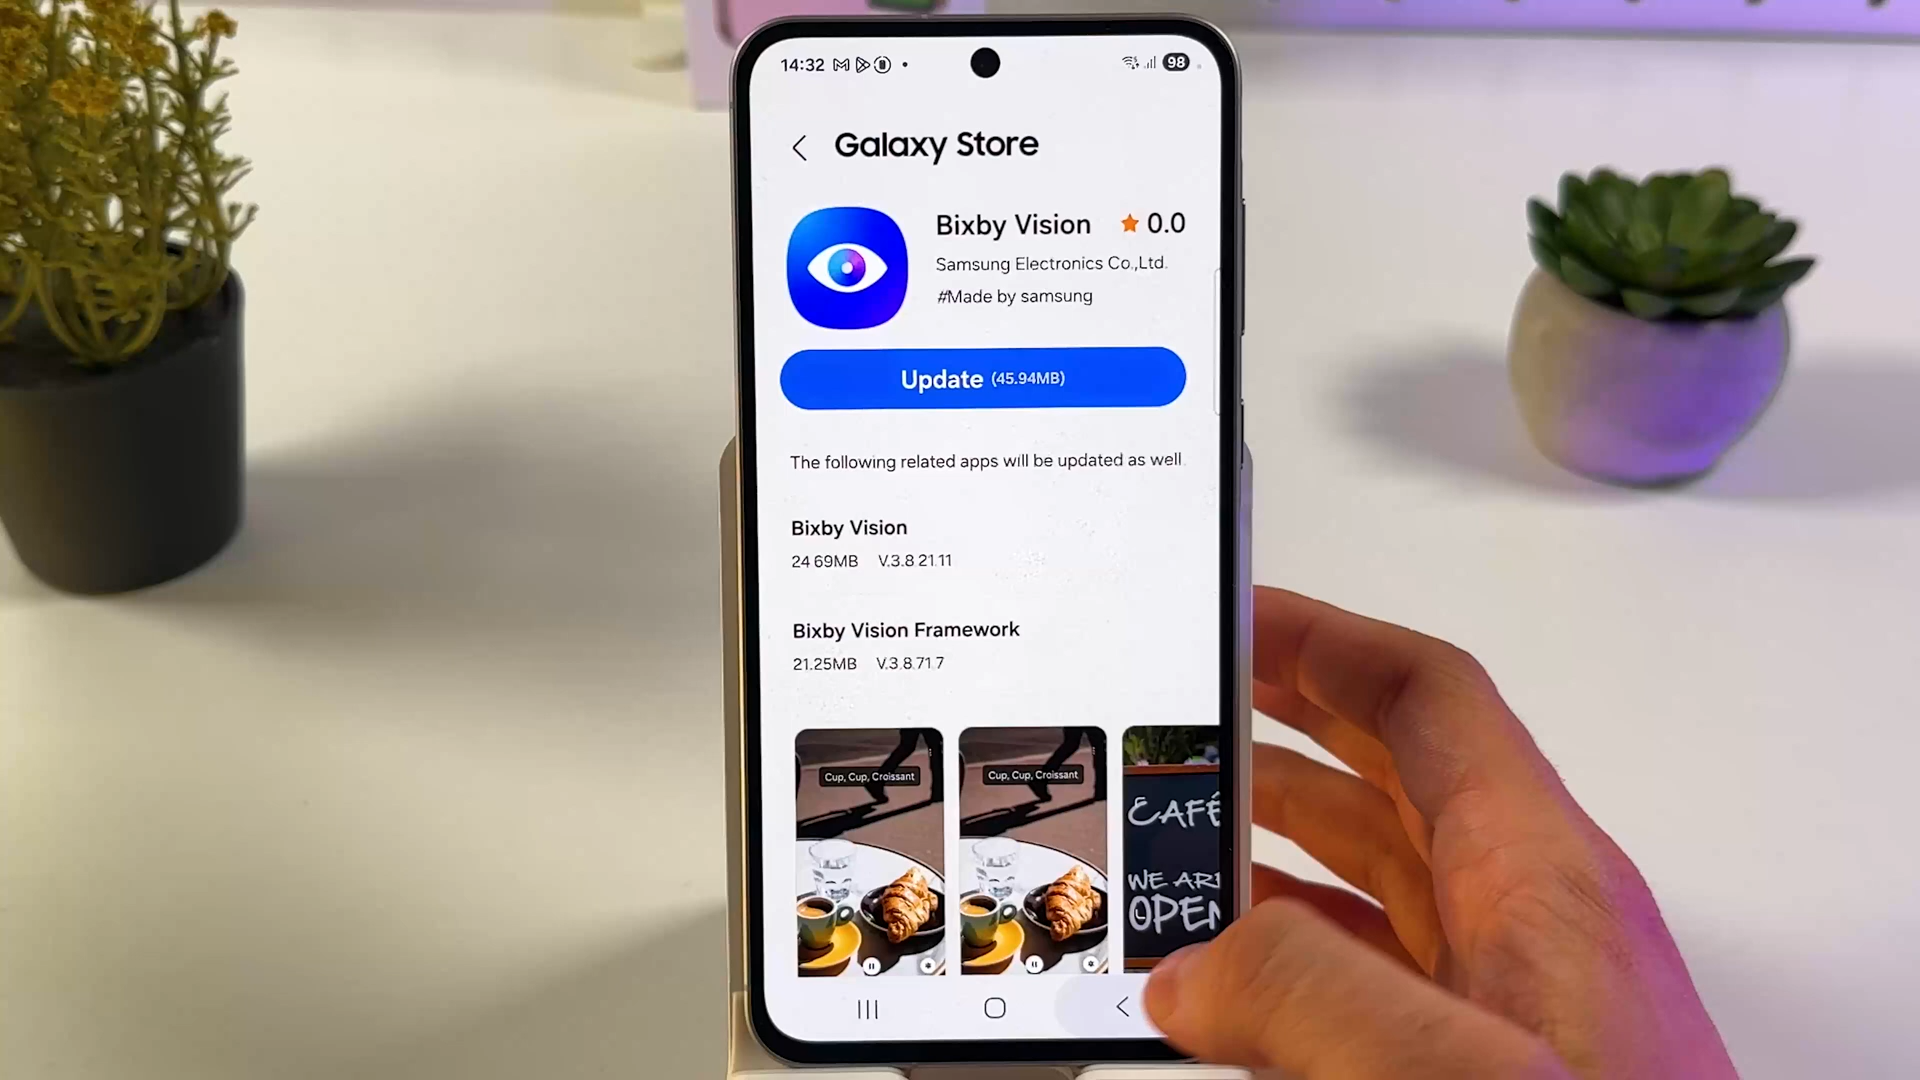 14:32
98
Galaxy Store
Bixby Vision
0.0
Samsung Electronics Co.,Ltd.
#Made by samsung
Update (45.94MB)
The following related apps will be updated as well.
Bixby Vision
24 69MB V.3.8 21.11
Bixby Vision Framework
21.25MB V.3 8.71 7
Cup, Cup, Croissant
Cup, Cup, Croissant
CAFÉ
WE ARE
OPEN